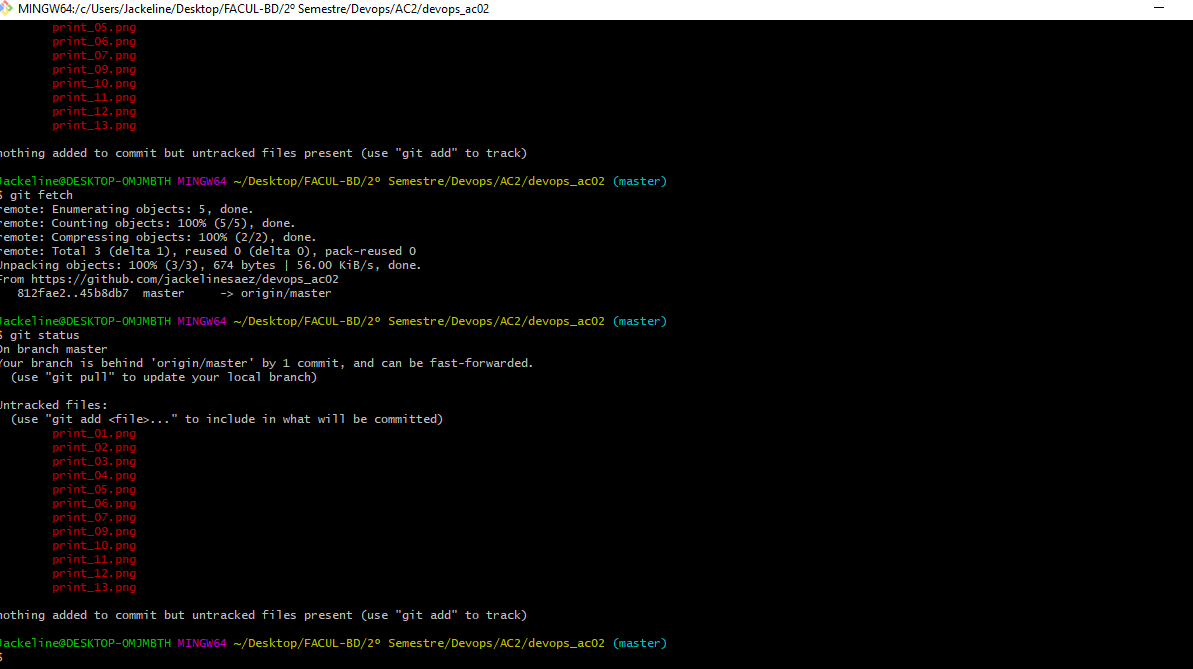 MINGW64:/c/Users/Jackeline/Desktop/FACUL-BD/2º Semestre/Devops/AC2/devops_ac02
print_05.png
print_06.png
print_07.png
print_09.png
print_10.png
print_11.png
print_12.png
print_13.png
nothing added to commit but untracked files present (use "git add" to track)
Jackeline@DESKTOP-OMJMBTH MINGW64 ~/Desktop/FACUL-BD/2º Semestre/Devops/AC2/devops_ac02 (master)
$ git fetch
remote: Enumerating objects: 5, done.
remote: Counting objects: 100% (5/5), done.
remote: Compressing objects: 100% (2/2), done.
remote: Total 3 (delta 1), reused 0 (delta 0), pack-reused 0
Unpacking objects: 100% (3/3), 674 bytes | 56.00 KiB/s, done.
From https://github.com/jackelinesaez/devops_ac02
812fae2..45b8db7  master     -> origin/master
Jackeline@DESKTOP-OMJMBTH MINGW64 ~/Desktop/FACUL-BD/2º Semestre/Devops/AC2/devops_ac02 (master)
$ git status
On branch master
Your branch is behind 'origin/master' by 1 commit, and can be fast-forwarded.
(use "git pull" to update your local branch)
Untracked files:
(use "git add <file>..." to include in what will be committed)
print_01.png
print_02.png
print_03.png
print_04.png
print_05.png
print_06.png
print_07.png
print_09.png
print_10.png
print_11.png
print_12.png
print_13.png
nothing added to commit but untracked files present (use "git add" to track)
Jackeline@DESKTOP-OMJMBTH MINGW64 ~/Desktop/FACUL-BD/2º Semestre/Devops/AC2/devops_ac02 (master)
$